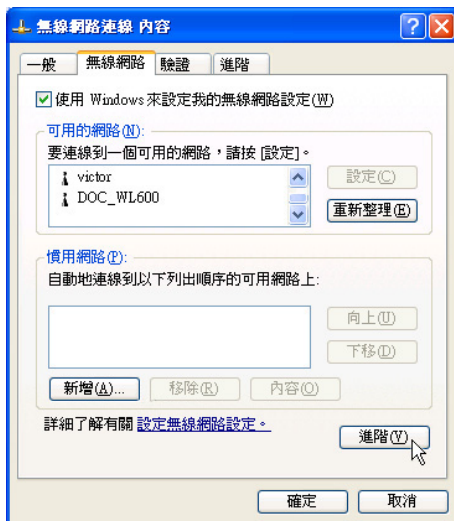 無線網路連線 內容
一般 無線網路 驗證 進階
使用 Windows 來設定我的無線網路設定(W)
可用的網路(N):
要連線到一個可用的網路，請按 [設定]。
victor
DOC_WL600
設定(C)
重新整理(E)
慣用網路(P):
自動地連線到以下列出順序的可用網路上:
向上(U)
下移(D)
新增(A)... 移除(R) 內容(O)
詳細了解有關 設定無線網路設定。
進階(V)
確定 取消